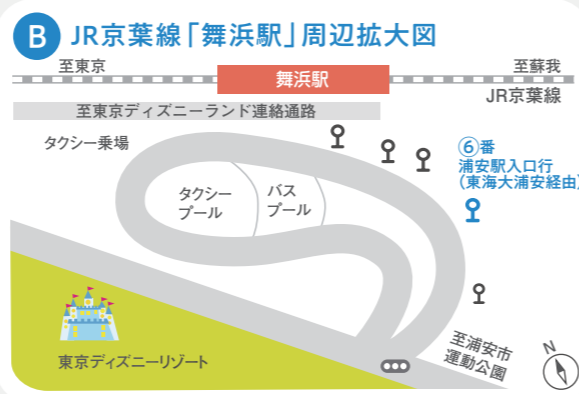 B JR京葉線「舞浜駅」周辺拡大図
至東京
舞浜駅
至蘇我
JR京葉線
至東京ディズニーランド連絡通路
タクシー乗場
⑥番
浦安駅入口行
(東海大浦安経由)
タクシー
プール
バス
プール
東京ディズニーリゾート
至浦安市
運動公園
N